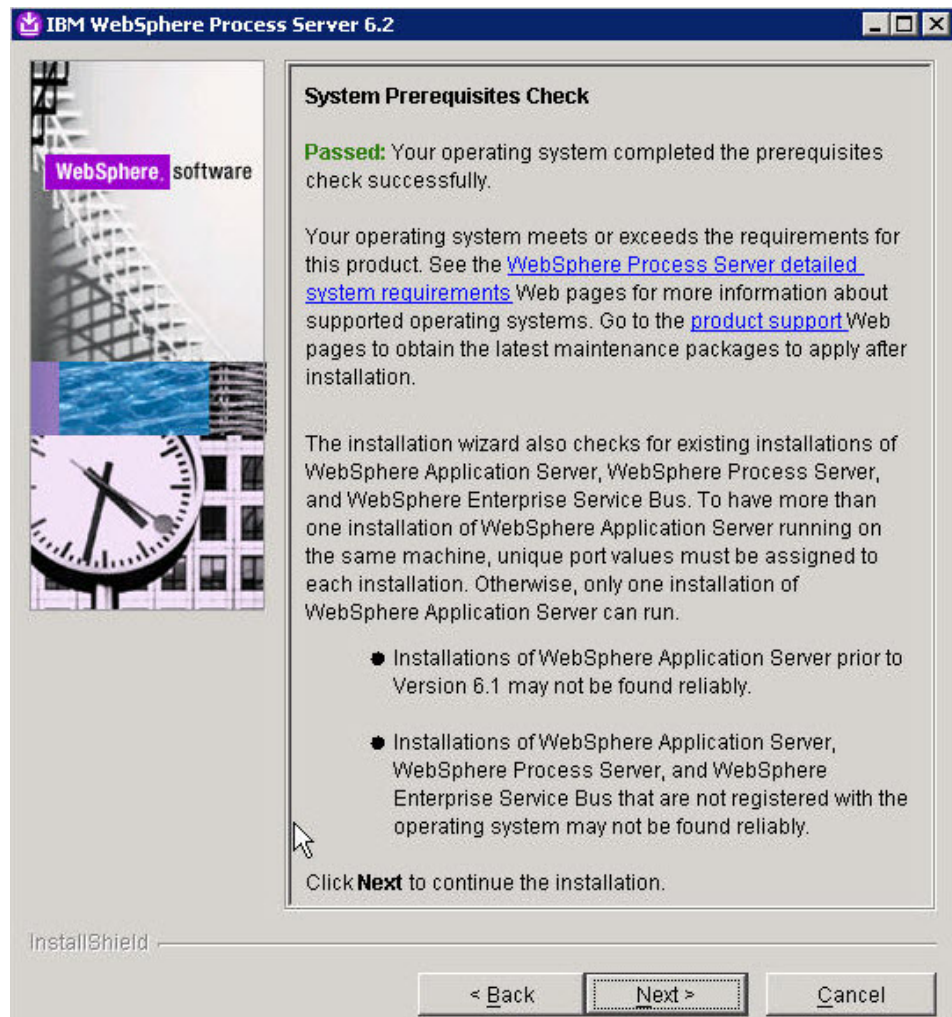 IBM WebSphere Process Server 6.2
WebSphere. software
System Prerequisites Check
Passed: Your operating system completed the prerequisites
check successfully.
Your operating system meets or exceeds the requirements for
this product. See the WebSphere Process Server detailed
system requirements Web pages for more information about
supported operating systems. Go to the product support Web
pages to obtain the latest maintenance packages to apply after
installation.
The installation wizard also checks for existing installations of
WebSphere Application Server, WebSphere Process Server,
and WebSphere Enterprise Service Bus. To have more than
one installation of WebSphere Application Server running on
the same machine, unique port values must be assigned to
each installation. Otherwise, only one installation of
WebSphere Application Server can run.
● Installations of WebSphere Application Server prior to
Version 6.1 may not be found reliably.
● Installations of WebSphere Application Server,
WebSphere Process Server, and WebSphere
Enterprise Service Bus that are not registered with the
operating system may not be found reliably.
Click Next to continue the installation.
InstallShield
< Back Next > Cancel